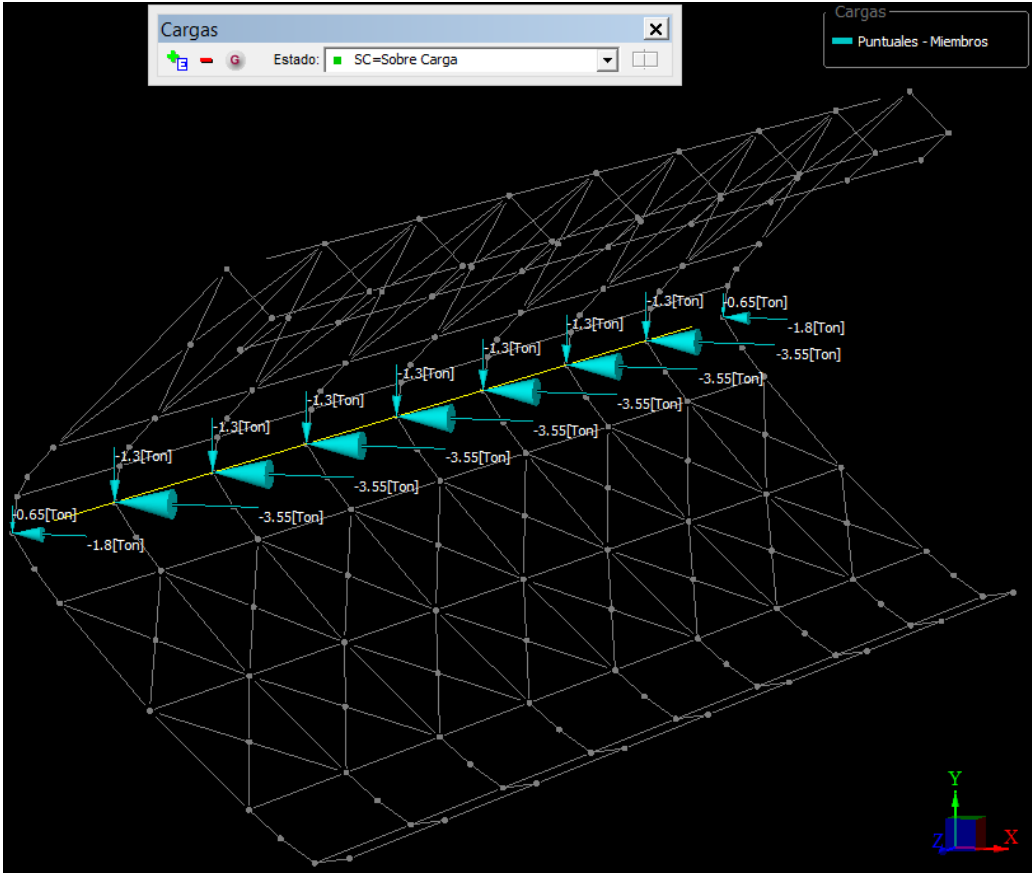 Cargas
Cargas
G
Estado:
SC=Sobre Carga
Puntuales - Miembros
-1.3[Ton]
-0.65[Ton]
-1.8[Ton]
-1.3[Ton]
-3.55[Ton]
-1.3[Ton]
-3.55[Ton]
-1.3[Ton]
-3.55[Ton]
-1.3[Ton]
-3.55[Ton]
-1.3[Ton]
-3.55[Ton]
-1.3[Ton]
-3.55[Ton]
-0.65[Ton]
-3.55[Ton]
-1.8[Ton]
Y
Z
X